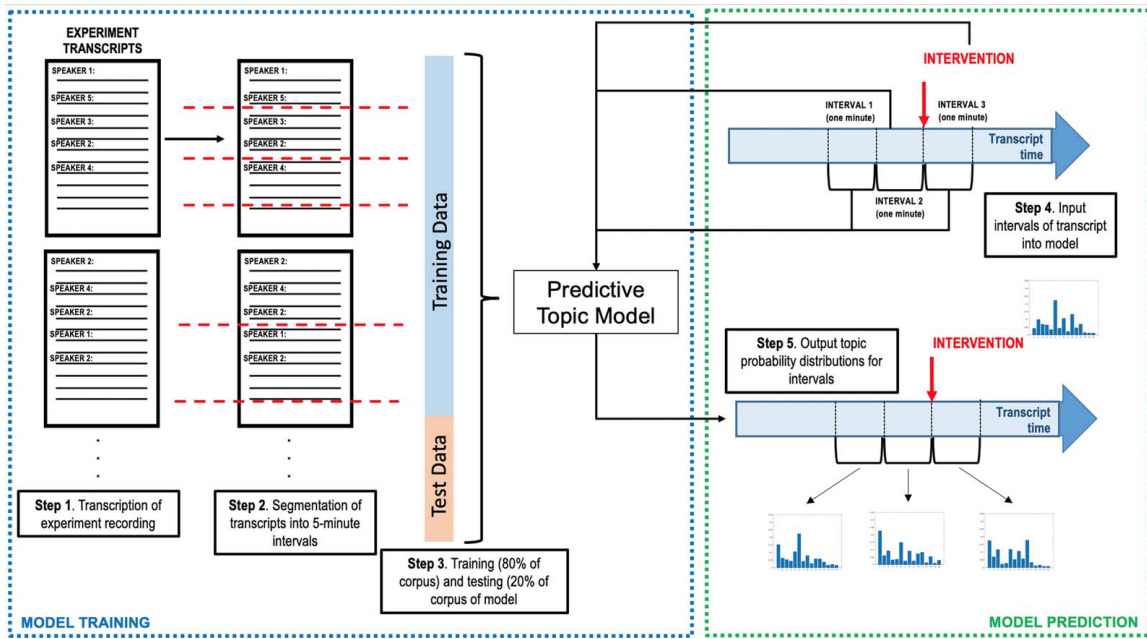 EXPERIMENT
TRANSCRIPTS
SPEAKER 1:
SPEAKER 5:
SPEAKER 3:
SPEAKER 2:
SPEAKER 4:
SPEAKER 1:
SPEAKER 5:
SPEAKER 3:
SPEAKER 2:
SPEAKER 4:
SPEAKER 2:
SPEAKER 4:
SPEAKER 2:
SPEAKER 1:
SPEAKER 2:
SPEAKER 2:
SPEAKER 4:
SPEAKER 2:
SPEAKER 1:
SPEAKER 2:
Step 1. Transcription of
experiment recording
Step 2. Segmentation of
transcripts into 5-minute
intervals
Training Data
Test Data
Step 3. Training (80% of
corpus) and testing (20% of
corpus of model
MODEL TRAINING
Predictive
Topic Model
INTERVENTION
INTERVAL 1
(one minute)
INTERVAL 3
(one minute)
Transcript
time
INTERVAL 2
(one minute)
Step 4. Input
intervals of transcript
into model
Step 5. Output topic
probability distributions for
intervals
INTERVENTION
Transcript
time
MODEL PREDICTION